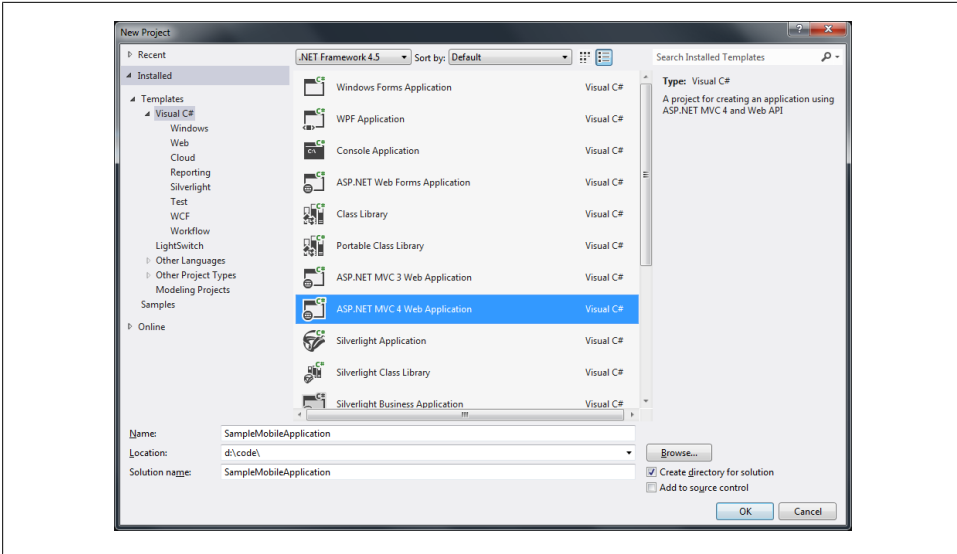 New Project
Recent
Installed
Templates
Visual C#
Windows
Web
Cloud
Reporting
Silverlight
Test
WCF
Workflow
LightSwitch
Other Languages
Other Project Types
Modeling Projects
Samples
Online
.NET Framework 4.5 Sort by: Default
Windows Forms Application Visual C#
WPF Application Visual C#
Console Application Visual C#
ASP.NET Web Forms Application Visual C#
Class Library Visual C#
Portable Class Library Visual C#
ASP.NET MVC 3 Web Application Visual C#
ASP.NET MVC 4 Web Application Visual C#
Silverlight Application Visual C#
Silverlight Class Library Visual C#
Silverlight Business Application Visual C#
Search Installed Templates
Type: Visual C#
A project for creating an application using
ASP.NET MVC 4 and Web API
Name: SampleMobileApplication
Location: d:\code\
Solution name: SampleMobileApplication
Browse...
Create directory for solution
Add to source control
OK Cancel